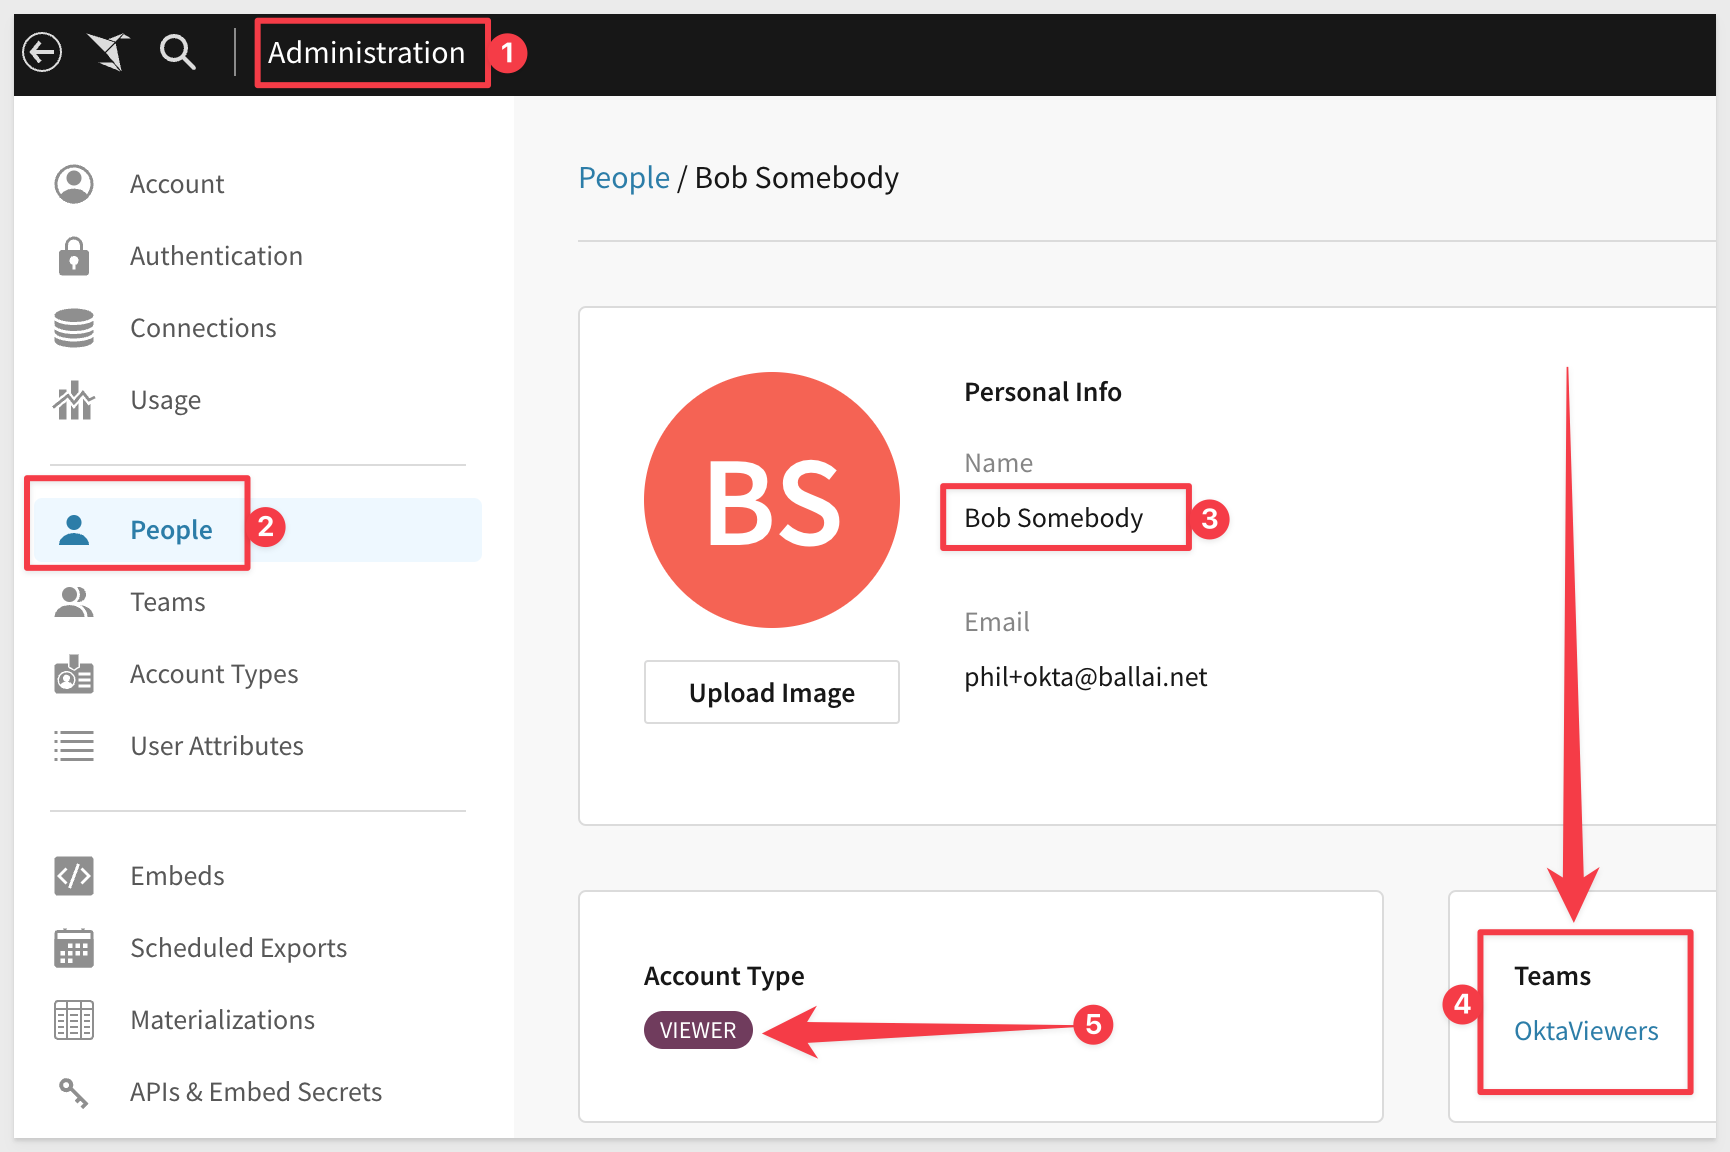 Administration 1
Account
Authentication
Connections
Usage
People 2
Teams
Account Types
User Attributes
Embeds
Scheduled Exports
Materializations
APIs & Embed Secrets
People / Bob Somebody
BS
Upload Image
Personal Info
Name
Bob Somebody 3
Email
phil+okta@ballai.net
Account Type
VIEWER 5
4 Teams
OktaViewers